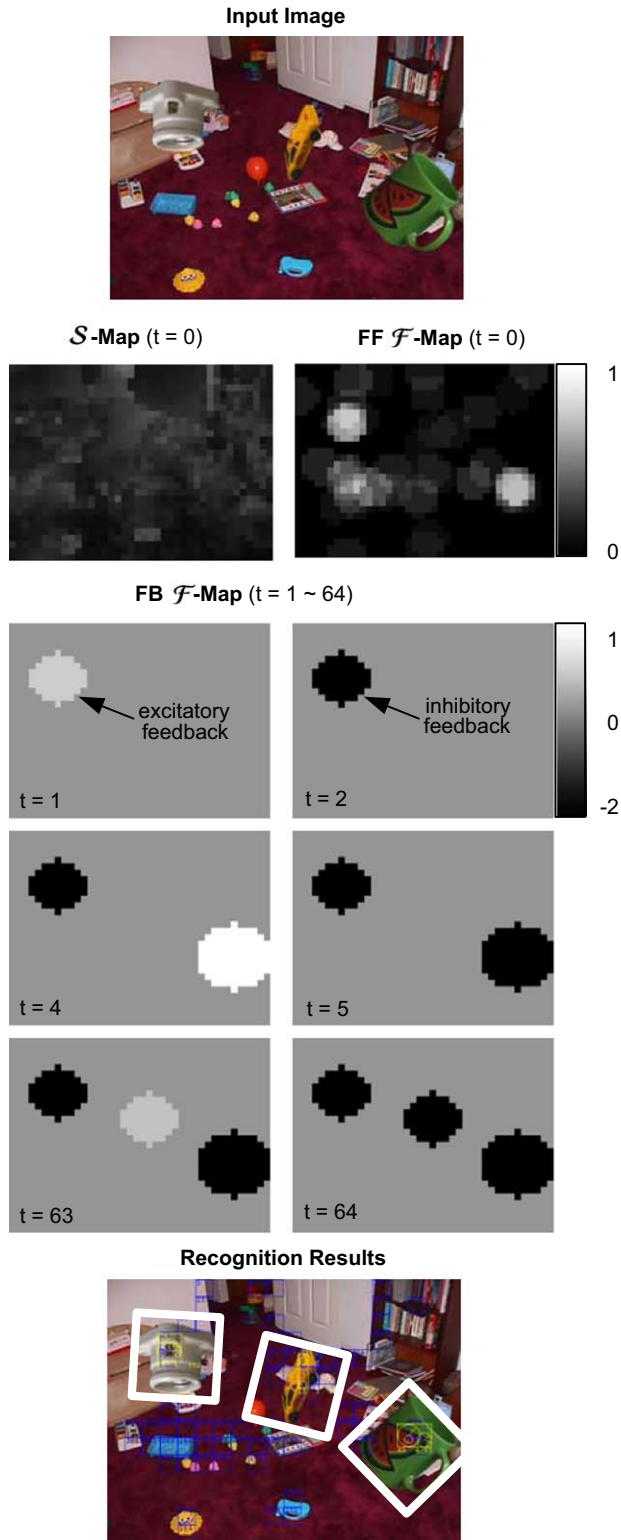 Input Image
𝒮-Map (t = 0)
FF ℱ-Map (t = 0)
1
0
FB ℱ-Map (t = 1 ~ 64)
excitatory
feedback
t = 1
inhibitory
feedback
t = 2
1
0
-2
t = 4
t = 5
t = 63
t = 64
Recognition Results